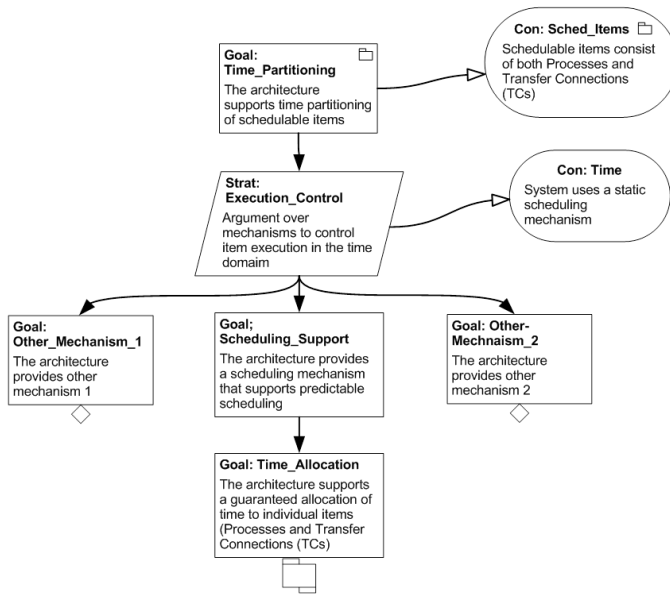 Goal:
Time_Partitioning
The architecture
supports time partitioning
of schedulable items
Con: Sched_Items
Schedulable items consist
of both Processes and
Transfer Connections
(TCs)
Strat:
Execution_Control
Argument over
mechanisms to control
item execution in the time
domaim
Con: Time
System uses a static
scheduling
mechanism
Goal:
Other_Mechanism_1
The architecture
provides other
mechanism 1
Goal;
Scheduling_Support
The architecture provides
a scheduling mechanism
that supports predictable
scheduling
Goal: Other-
Mechnaism_2
The architecture
provides other
mechanism 2
Goal: Time_Allocation
The architecture supports
a guaranteed allocation of
time to individual items
(Processes and Transfer
Connections (TCs)